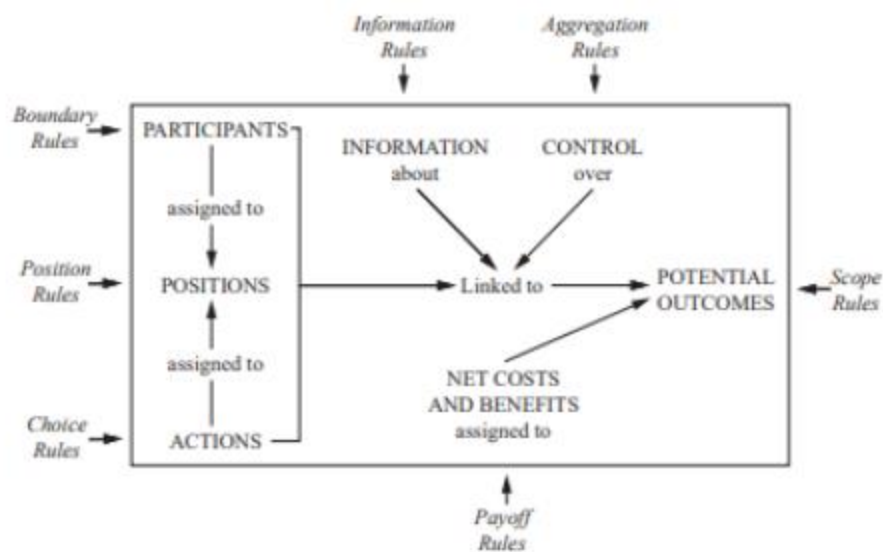 Information
Rules
Aggregation
Rules
Boundary
Rules
PARTICIPANTS
INFORMATION
about
CONTROL
over
assigned to
Position
Rules
POSITIONS
Linked to
POTENTIAL
OUTCOMES
Scope
Rules
assigned to
NET COSTS
AND BENEFITS
assigned to
Choice
Rules
ACTIONS
Payoff
Rules